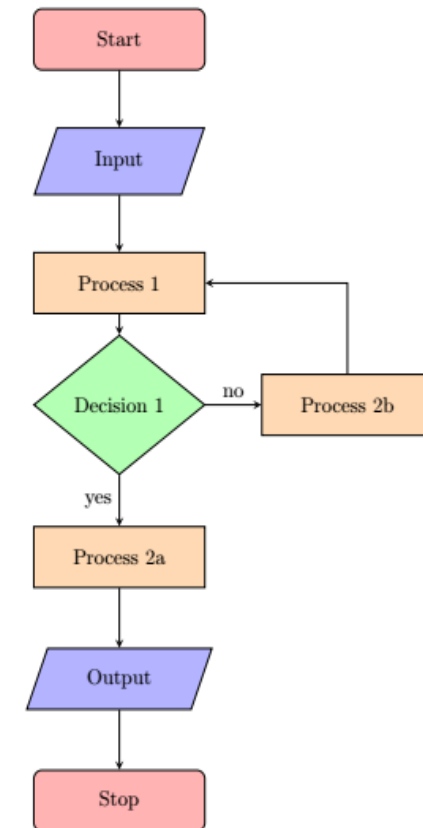 Start
Input
Process 1
Decision 1
no
Process 2b
yes
Process 2a
Output
Stop